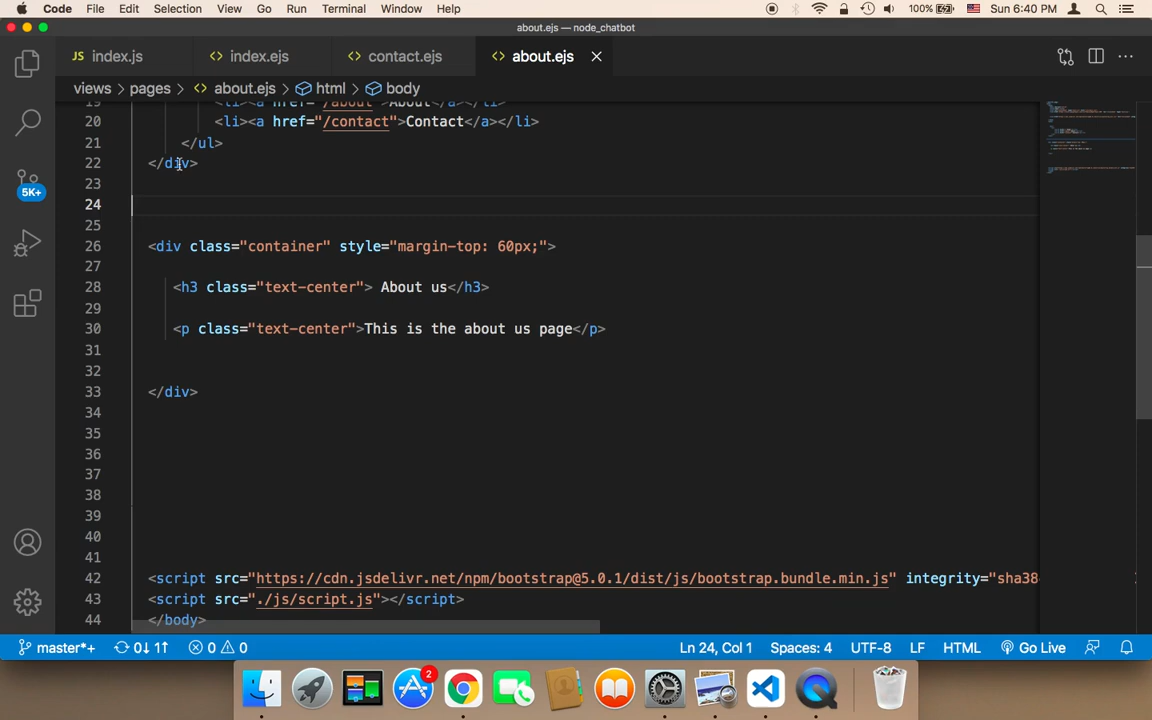 Code File Edit Selection View Go Run Terminal Window Help 100% Sun 6:40 PM
about.ejs — node_chatbot
JS index.js <> index.ejs <> contact.ejs <> about.ejs
views > pages > <> about.ejs > html > body
19 <li><a href="/about">About</a></li>
20 <li><a href="/contact">Contact</a></li>
21 </ul>
22 </div>
23
24
25
26 <div class="container" style="margin-top: 60px;">
27
28 <h3 class="text-center"> About us</h3>
29
30 <p class="text-center">This is the about us page</p>
31
32
33 </div>
34
35
36
37
38
39
40
41
42 <script src="https://cdn.jsdelivr.net/npm/bootstrap@5.0.1/dist/js/bootstrap.bundle.min.js" integrity="sha38
43 <script src="./js/script.js"></script>
44 </body>
5K+
master*+ 0↓ 1↑ 0 0 Ln 24, Col 1 Spaces: 4 UTF-8 LF HTML Go Live
2